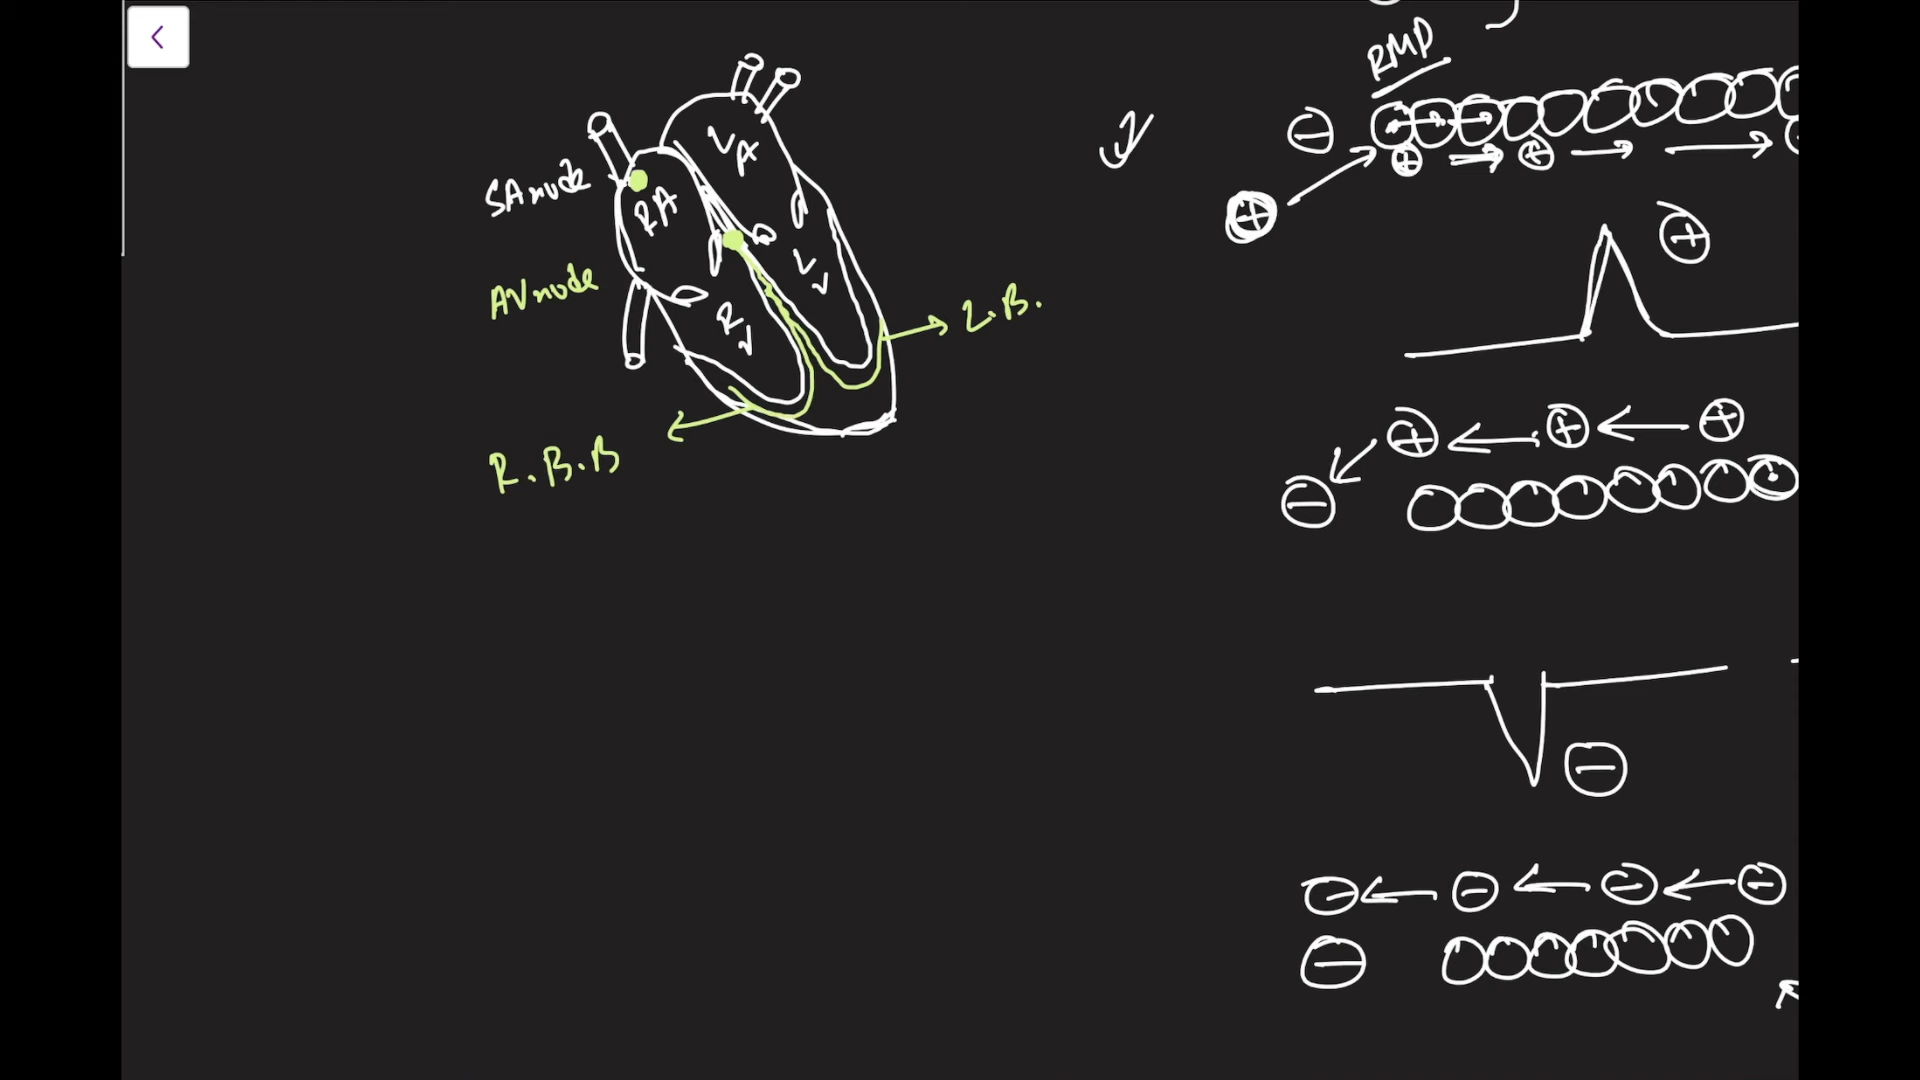 RMP
LA
SA node
RA
AV node
LV
RV
L.B.
R.B.B
⊖
⊕ → ⊕ → ⊕ → →
⊕
⊕ ← ⊕ ← ⊕
⊖
⊖
⊖ ← ⊖ ← ⊖ ← ⊖
⊖